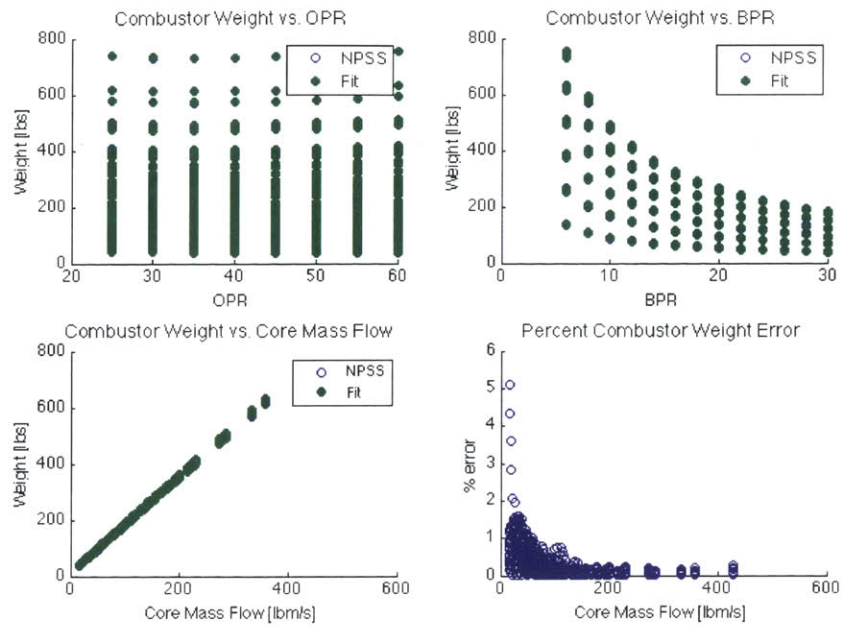 Combustor Weight vs. OPR
Weight [lbs]
800
600
400
200
0
20
30
40
50
60
OPR
NPSS
Fit
Combustor Weight vs. BPR
Weight [lbs]
800
600
400
200
0
0
10
20
30
BPR
NPSS
Fit
Combustor Weight vs. Core Mass Flow
Weight [lbs]
800
600
400
200
0
0
200
400
600
Core Mass Flow [lbm/s]
NPSS
Fit
Percent Combustor Weight Error
% error
6
5
4
3
2
1
0
0
200
400
600
Core Mass Flow [lbm/s]